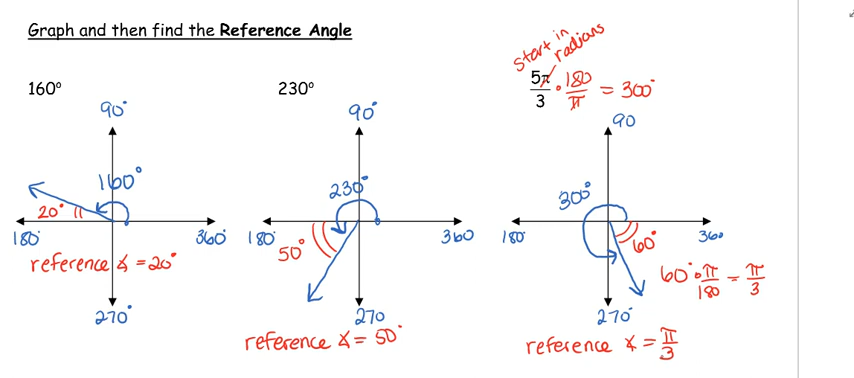 Graph and then find the Reference Angle
start in radians
160°
230°
5π/3 · 180/π = 300°
90°
160°
20°
180°
360°
reference ∡ = 20°
270°
90°
230°
180°
360
50°
270
reference ∡ = 50°
90
300°
180°
360
60°
60° · π/180 = π/3
270°
reference ∡ = π/3